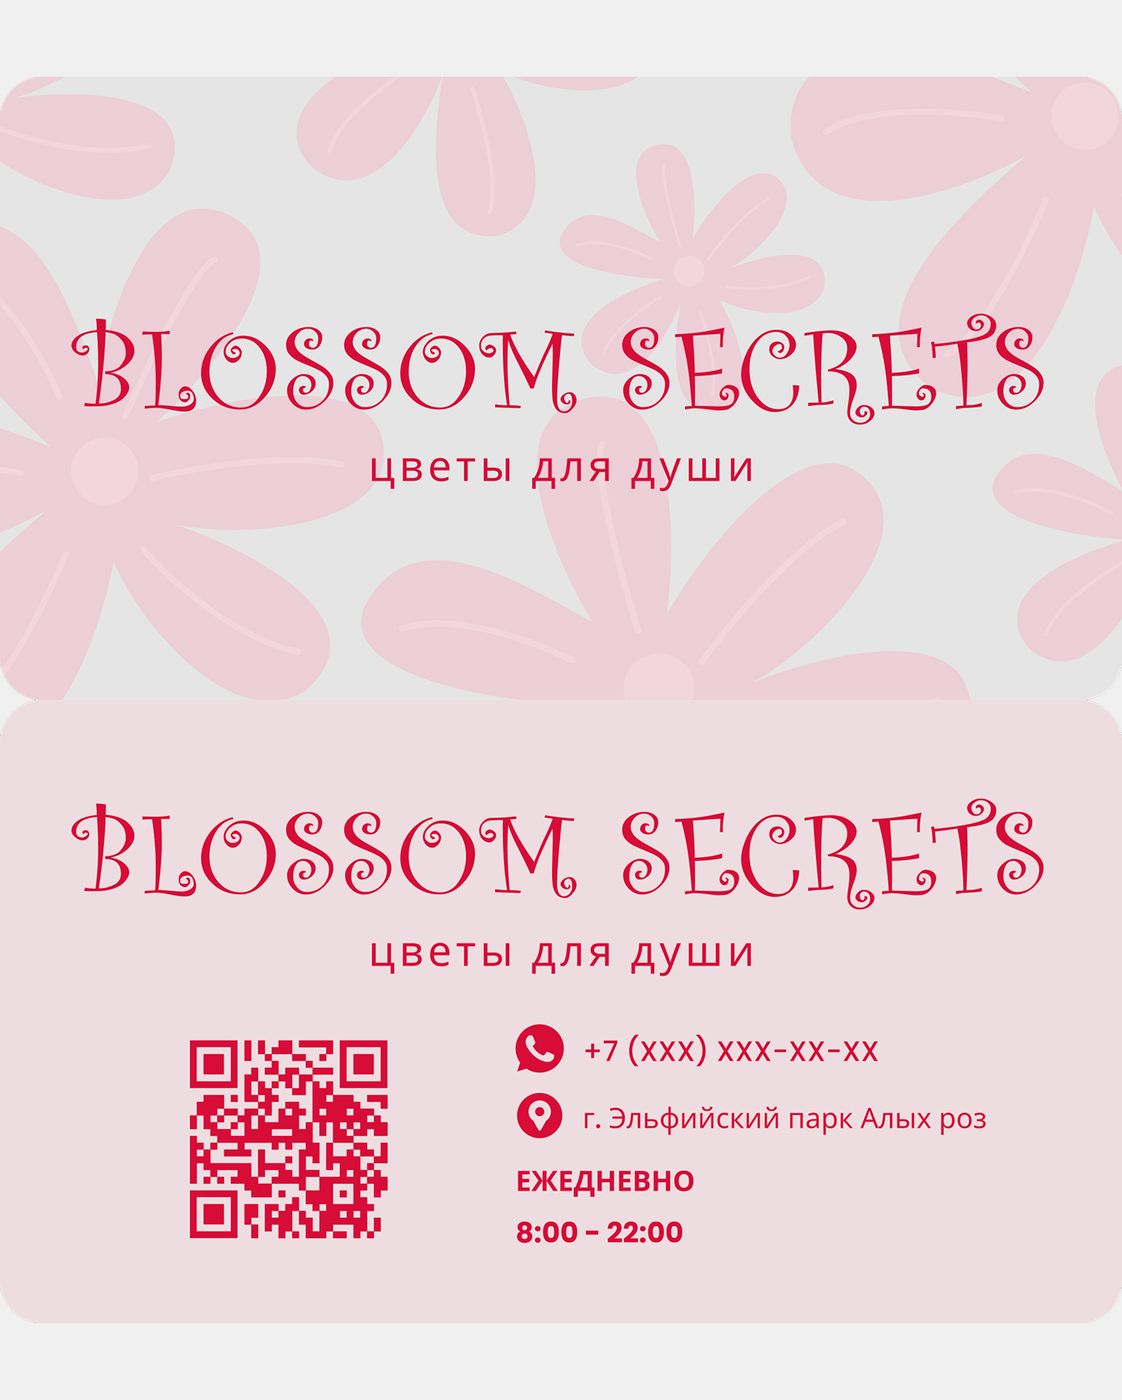 BLOSSOM SECRETS
цветы для души
BLOSSOM SECRETS
цветы для души
+7 (xxx) xxx-xx-xx
г. Эльфийский парк Алых роз
ЕЖЕДНЕВНО
8:00 - 22:00